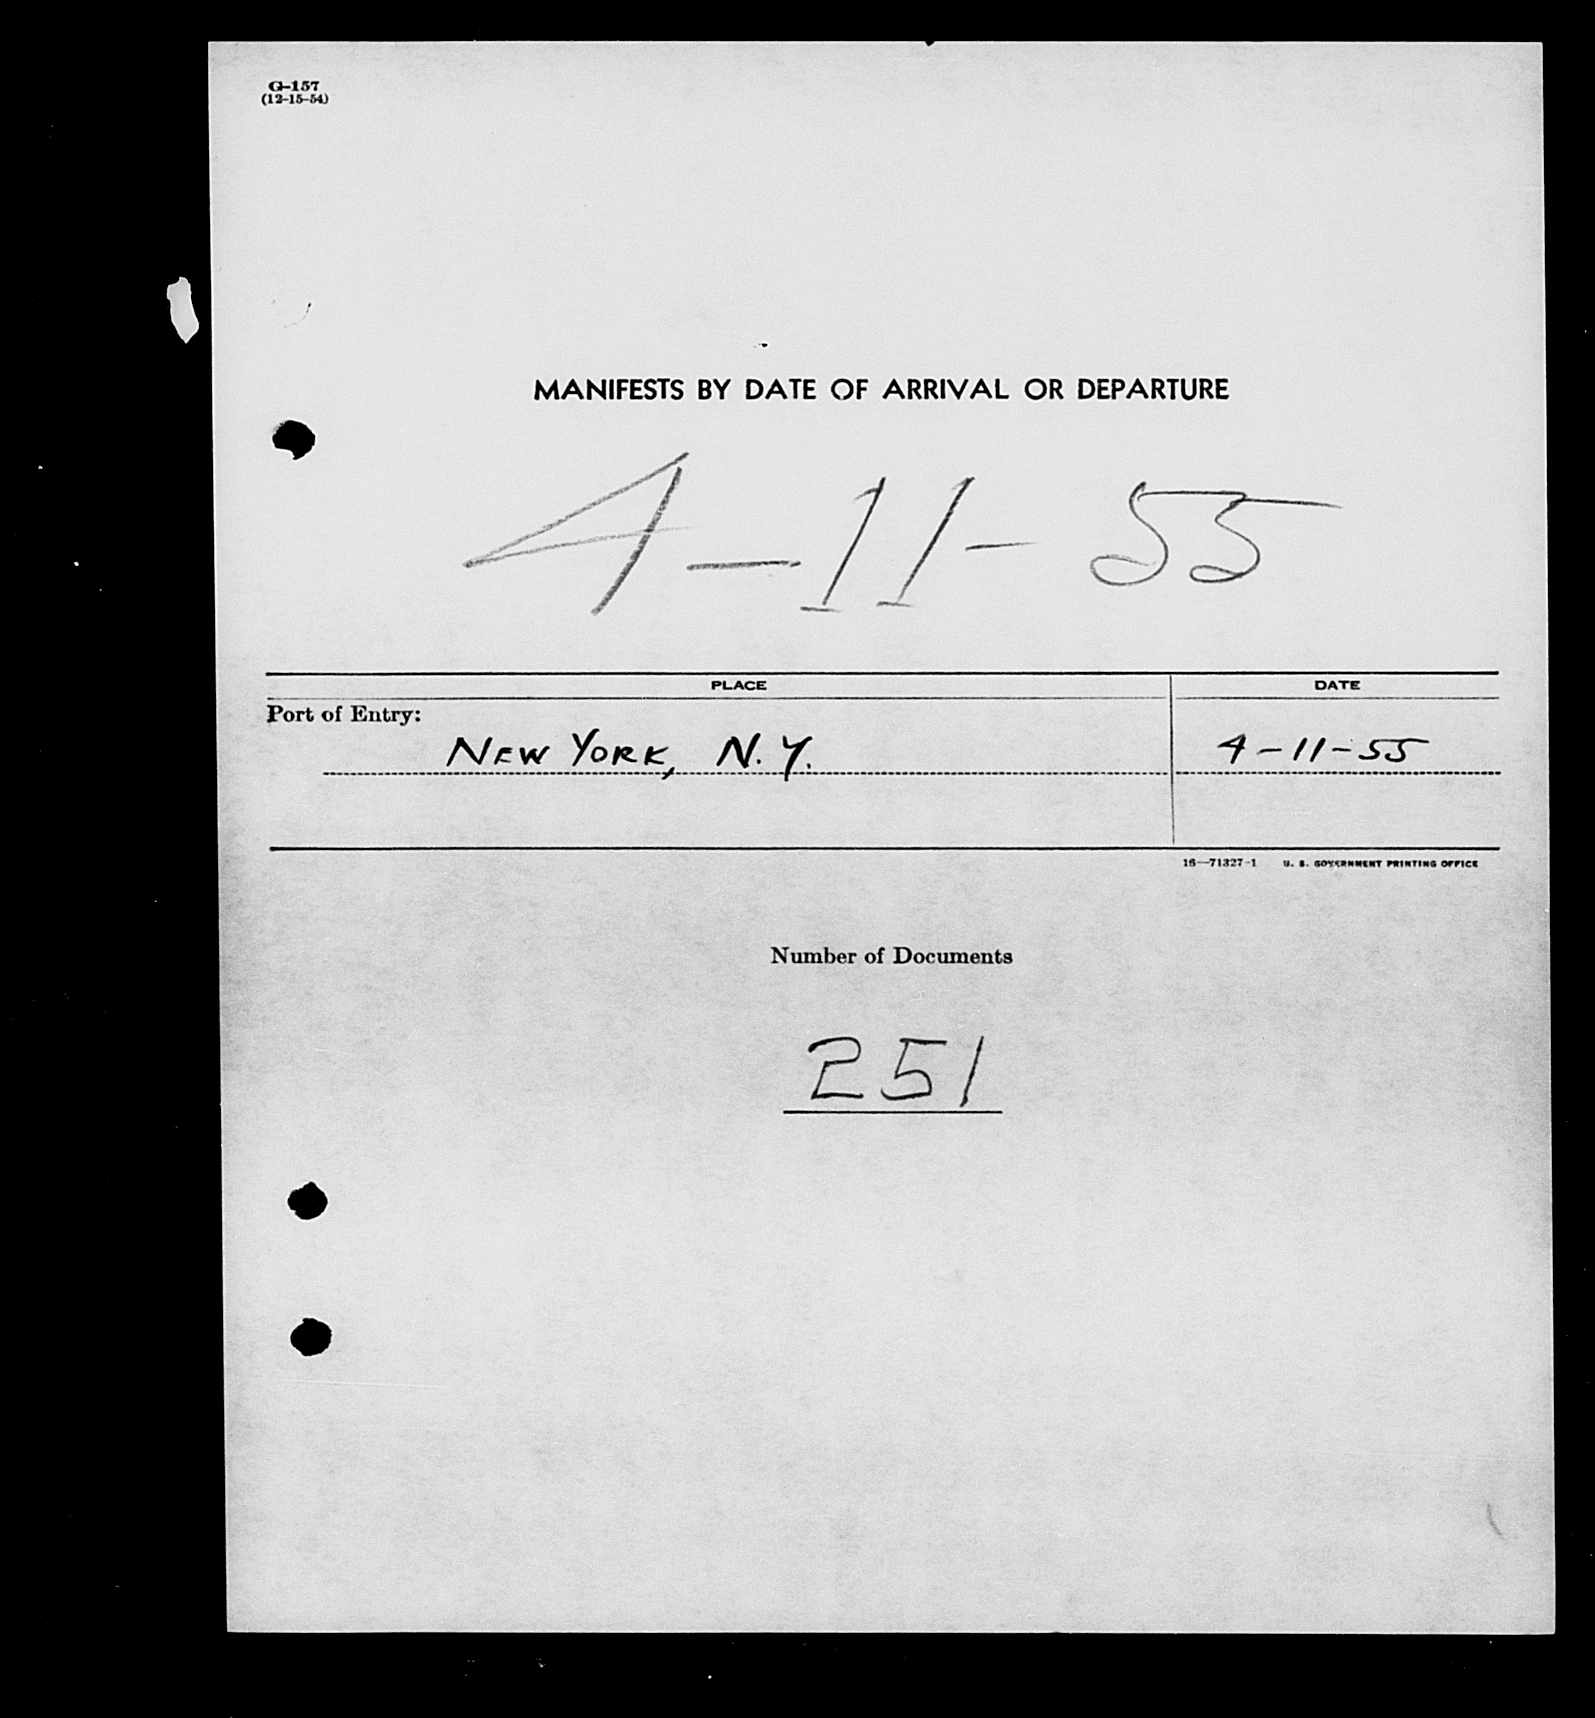 G-157
(12-15-54)
MANIFESTS BY DATE OF ARRIVAL OR DEPARTURE
4-11-55
PLACE DATE
Port of Entry:
NEW YORK, N.Y. 4-11-55
16—71327-1 U. S. GOVERNMENT PRINTING OFFICE
Number of Documents
251